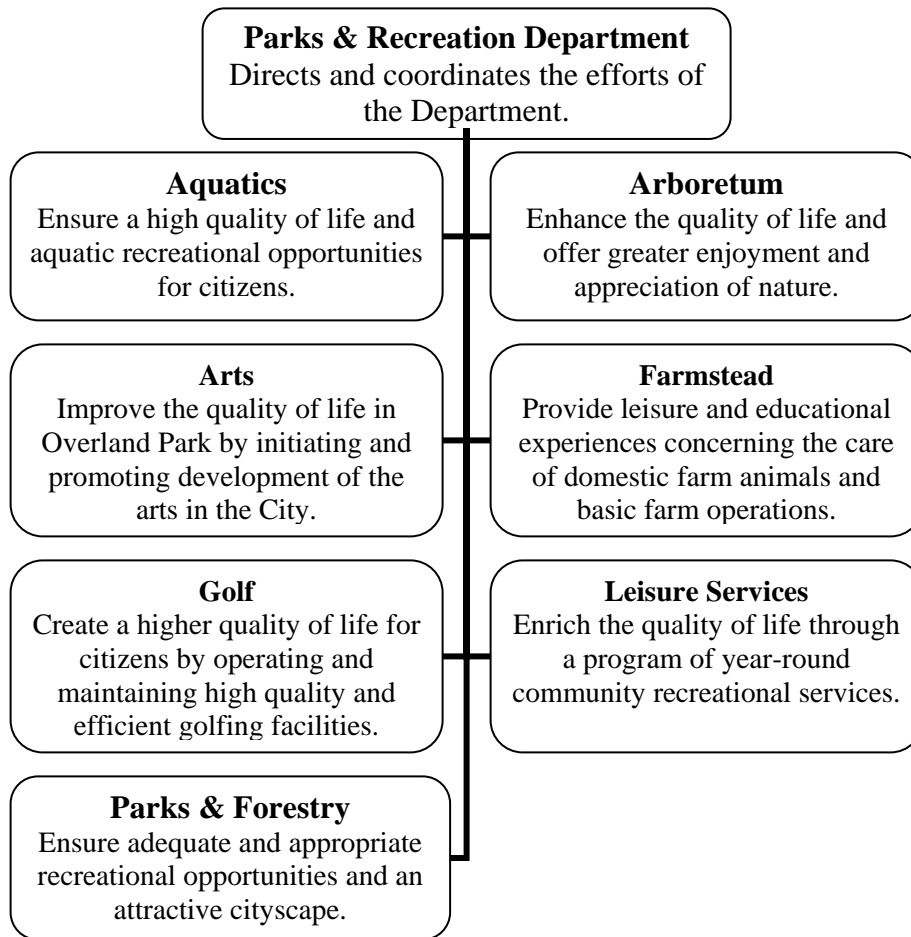 Parks & Recreation Department
Directs and coordinates the efforts of
the Department.
Aquatics
Ensure a high quality of life and
aquatic recreational opportunities
for citizens.
Arboretum
Enhance the quality of life and
offer greater enjoyment and
appreciation of nature.
Arts
Improve the quality of life in
Overland Park by initiating and
promoting development of the
arts in the City.
Farmstead
Provide leisure and educational
experiences concerning the care
of domestic farm animals and
basic farm operations.
Golf
Create a higher quality of life for
citizens by operating and
maintaining high quality and
efficient golfing facilities.
Leisure Services
Enrich the quality of life through
a program of year-round
community recreational services.
Parks & Forestry
Ensure adequate and appropriate
recreational opportunities and an
attractive cityscape.